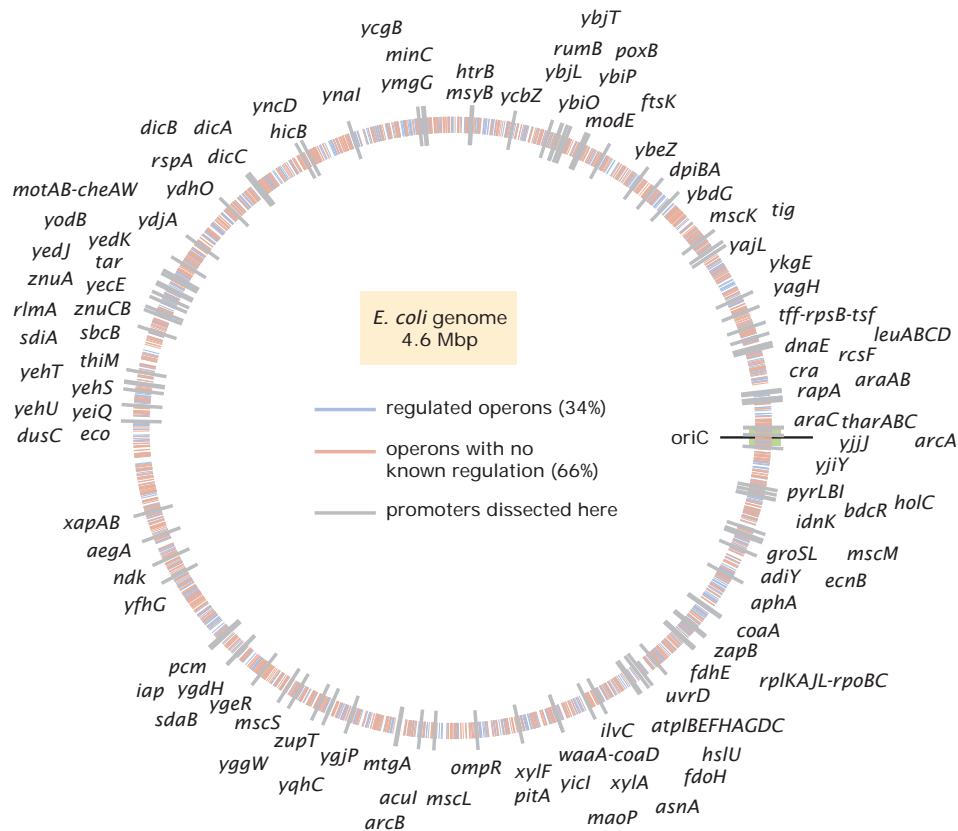 ybjT
ycgB
rumB poxB
minC
htrB ybjL ybiP
ymgG
ynaI msyB ycbZ ybiO ftsK
yncD
modE
dicB dicA hicB
ybeZ
rspA dicC
dpiBA
motAB-cheAW ydhO
ybdG
yodB ydjA
mscK tig
yedJ yedK
yajL
znuA tar
ykgE
yecE
yagH
rlmA znuCB
tff-rpsB-tsf
sdiA sbcB
leuABCD
dnaE rcsF
yehT thiM
cra araAB
yehS
rapA
yehU yeiQ
araC tharABC
dusC eco
oriC
yjjJ arcA
yjiY
E. coli genome
4.6 Mbp
regulated operons (34%)
operons with no
known regulation (66%)
promoters dissected here
pyrLBI
holC
bdcR
idnK
xapAB
groSL mscM
aegA
adiY ecnB
ndk
aphA
yfhG
coaA
zapB
pcm
fdhE
iap ygdH
rplKAJL-rpoBC
ygeR
uvrD
sdaB mscS
ilvC atpIBEFHAGDC
zupT
waaA-coaD hslU
yggW ygjP mtgA ompR xylF
yqhC
yicI xylA fdoH
acuI mscL pitA
asnA
arcB
maoP